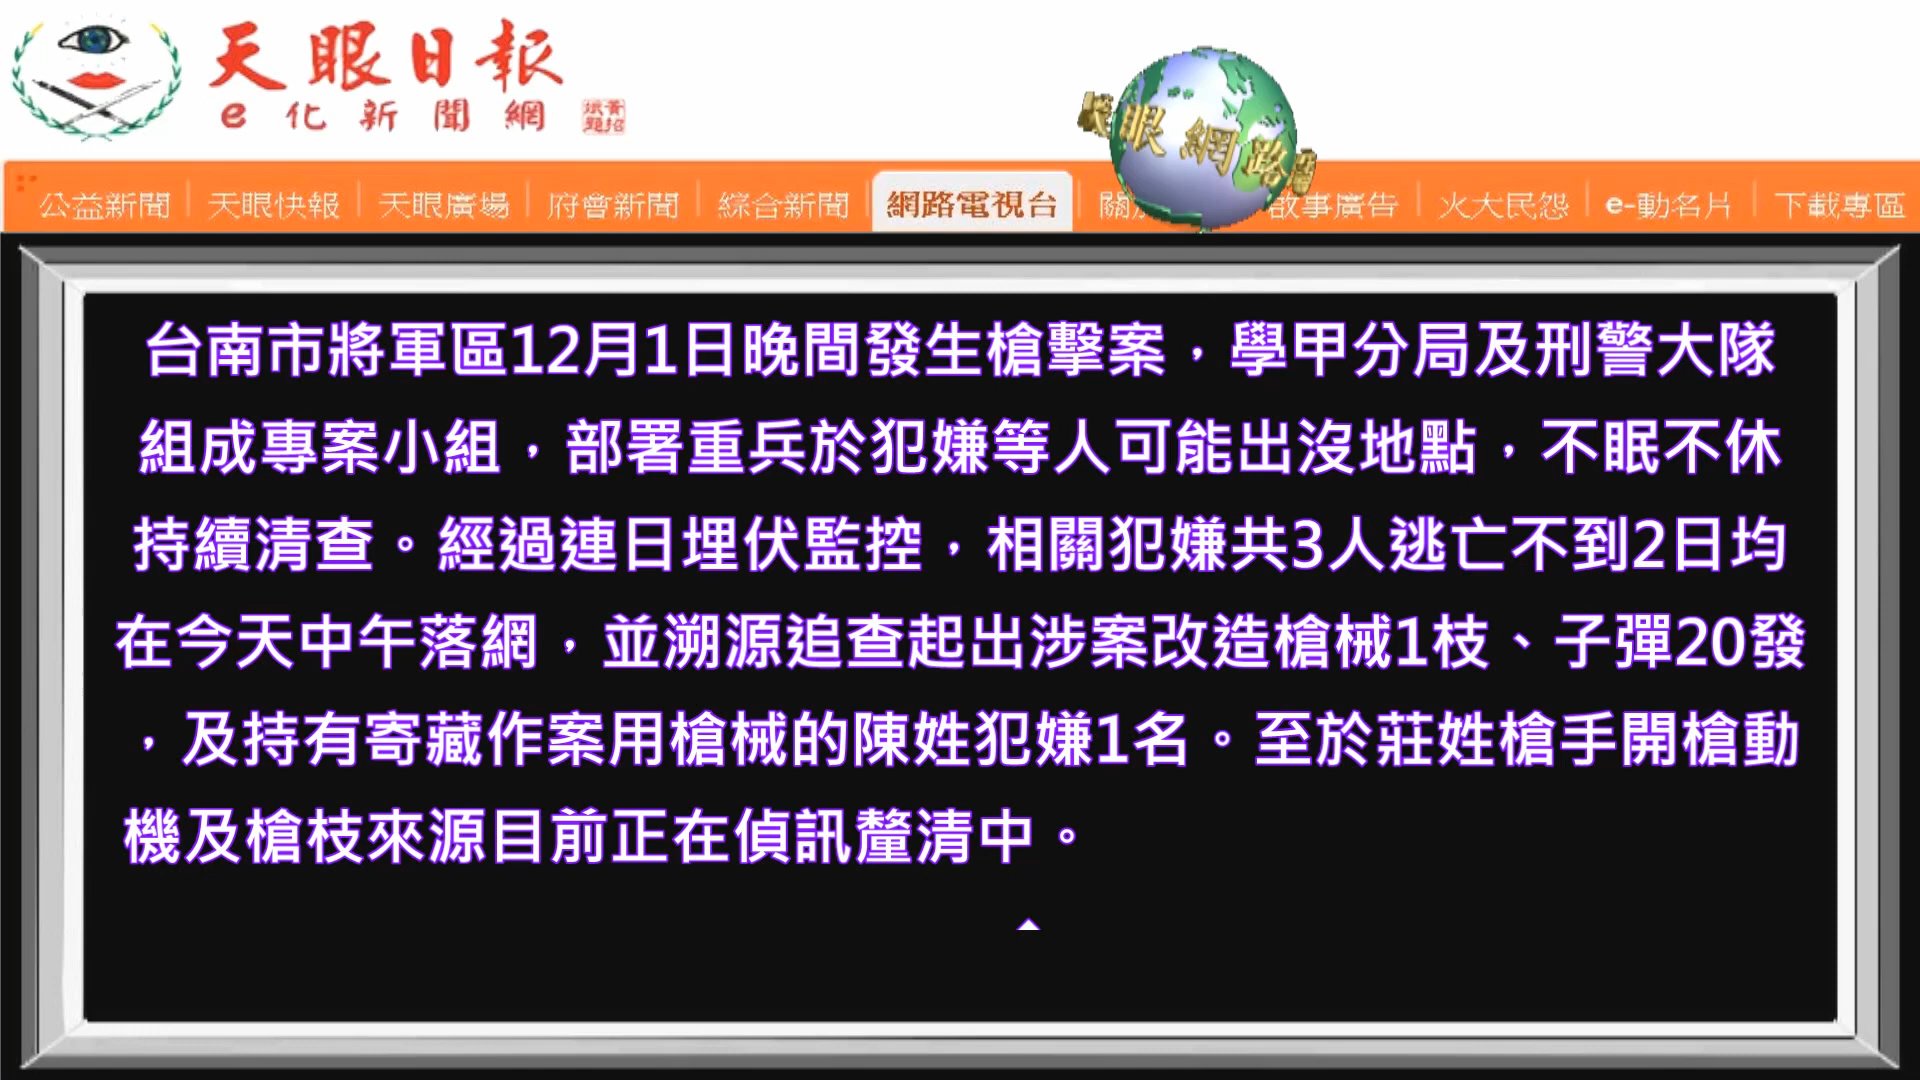 天眼日報
e化新聞網
眼網路
公益新聞 天眼快報 天眼廣場 府會新聞 綜合新聞 網路電視台 啟事廣告 火大民怨 e-動名片 下載專區
台南市將軍區12月1日晚間發生槍擊案，學甲分局及刑警大隊
組成專案小組，部署重兵於犯嫌等人可能出沒地點，不眠不休
持續清查。經過連日埋伏監控，相關犯嫌共3人逃亡不到2日均
在今天中午落網，並溯源追查起出涉案改造槍械1枝、子彈20發
，及持有寄藏作案用槍械的陳姓犯嫌1名。至於莊姓槍手開槍動
機及槍枝來源目前正在偵訊釐清中。